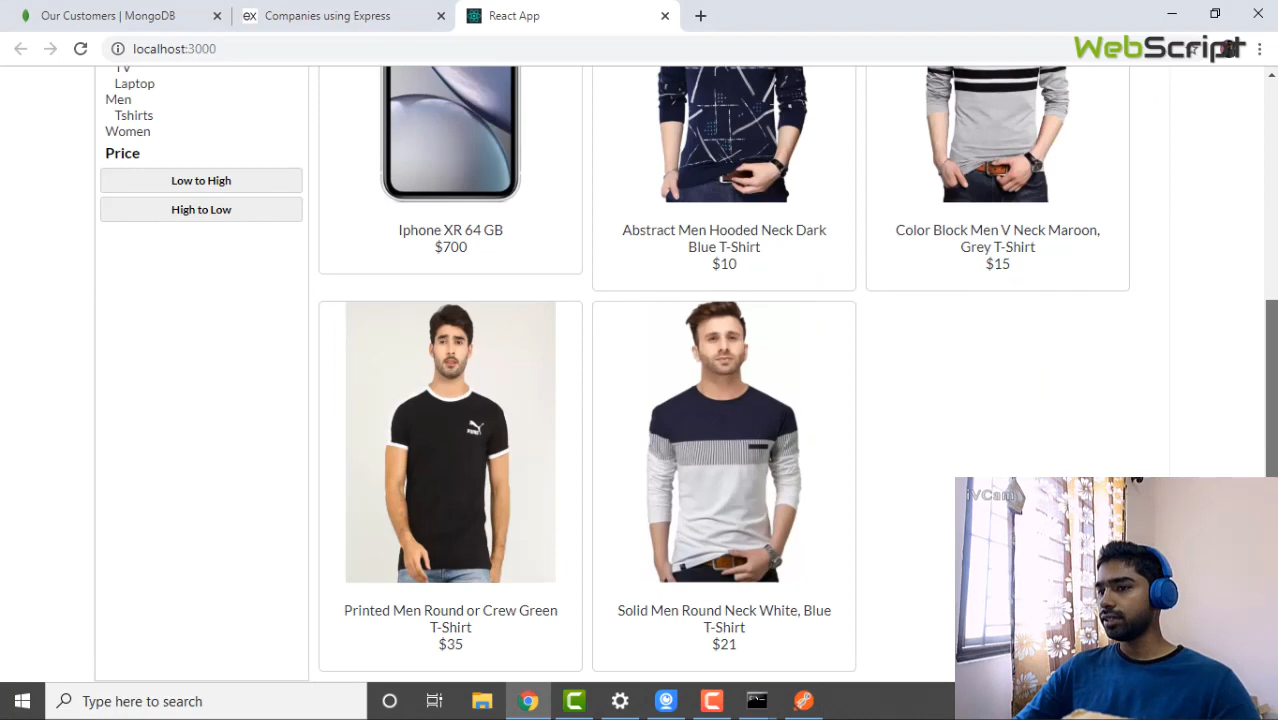 Our Customers | MongoDB
ex Companies using Express
React App
localhost:3000
WebScript
TV
Laptop
Men
Tshirts
Women
Price
Low to High
High to Low
Iphone XR 64 GB
$700
Abstract Men Hooded Neck Dark
Blue T-Shirt
$10
Color Block Men V Neck Maroon,
Grey T-Shirt
$15
Printed Men Round or Crew Green
T-Shirt
$35
Solid Men Round Neck White, Blue
T-Shirt
$21
iVCam
Type here to search